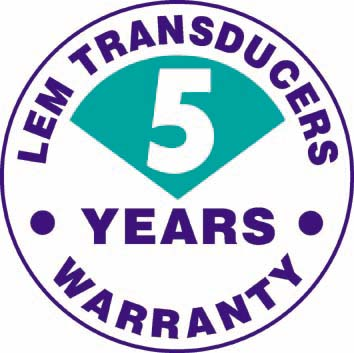 LEM TRANSDUCERS
5
• YEARS •
WARRANTY